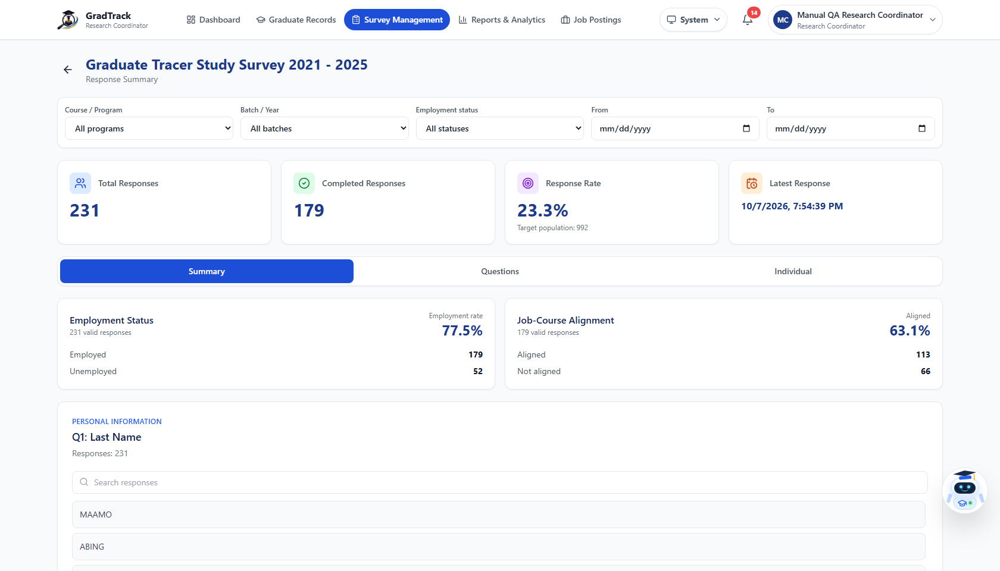 GradTrack
Research Coordinator
Dashboard
Graduate Records
Survey Management
Reports & Analytics
Job Postings
System
14
MC
Manual QA Research Coordinator
Research Coordinator
Graduate Tracer Study Survey 2021 - 2025
Response Summary
Course / Program
Batch / Year
Employment status
From
To
All programs
All batches
All statuses
mm/dd/yyyy
mm/dd/yyyy
Total Responses
231
Completed Responses
179
Response Rate
23.3%
Target population: 992
Latest Response
10/7/2026, 7:54:39 PM
Summary
Questions
Individual
Employment Status
231 valid responses
Employment rate
77.5%
Employed 179
Unemployed 52
Job-Course Alignment
179 valid responses
Aligned
63.1%
Aligned 113
Not aligned 66
PERSONAL INFORMATION
Q1: Last Name
Responses: 231
Search responses
MAAMO
ABING